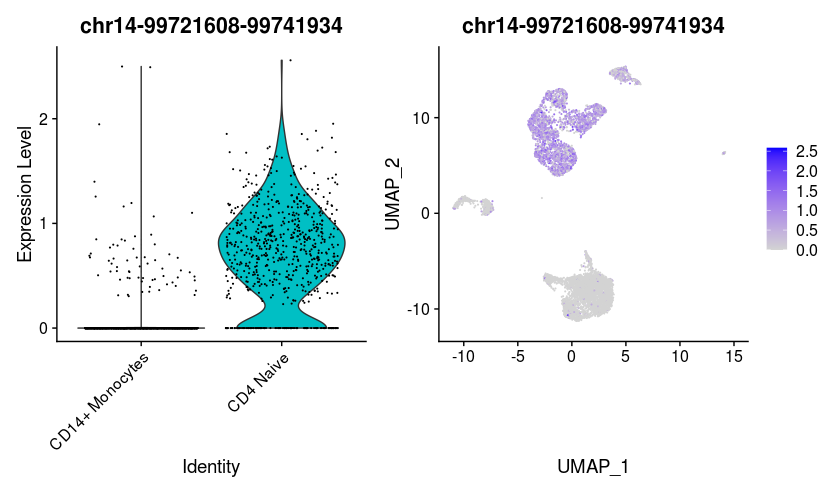 chr14-99721608-99741934
Expression Level
2
1
0
CD14+ Monocytes
CD4 Naive
Identity
chr14-99721608-99741934
UMAP_2
10
0
-10
-10
-5
0
5
10
15
UMAP_1
2.5
2.0
1.5
1.0
0.5
0.0